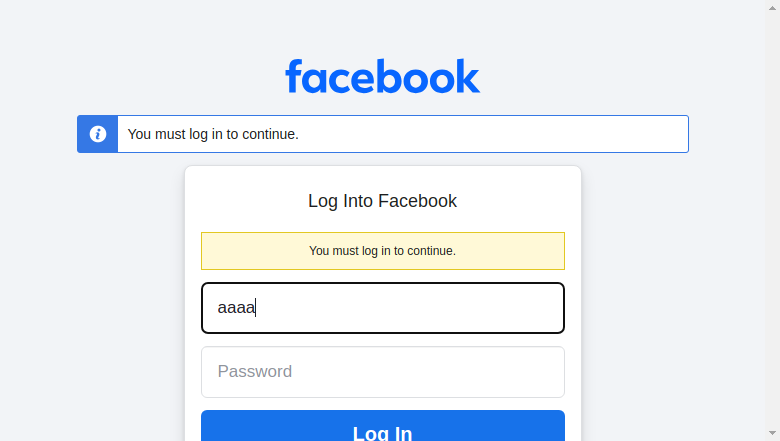 facebook
You must log in to continue.
Log Into Facebook
You must log in to continue.
aaaa
Password
Log In